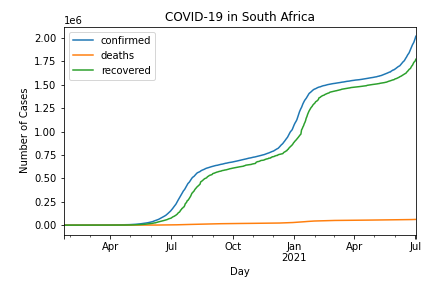 COVID-19 in South Africa
1e6
confirmed
deaths
recovered
2.00
1.75
1.50
1.25
1.00
0.75
0.50
0.25
0.00
Number of Cases
Apr Jul Oct Jan Apr Jul
2021
Day